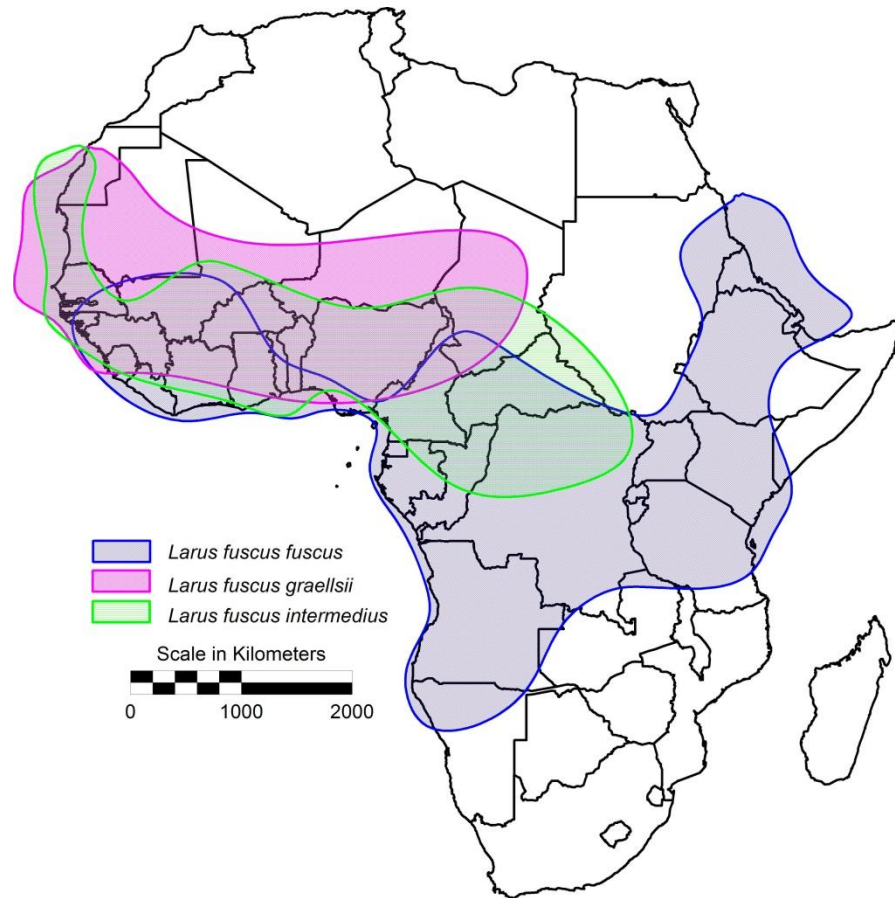 Larus fuscus fuscus
Larus fuscus graellsii
Larus fuscus intermedius
Scale in Kilometers
0 1000 2000